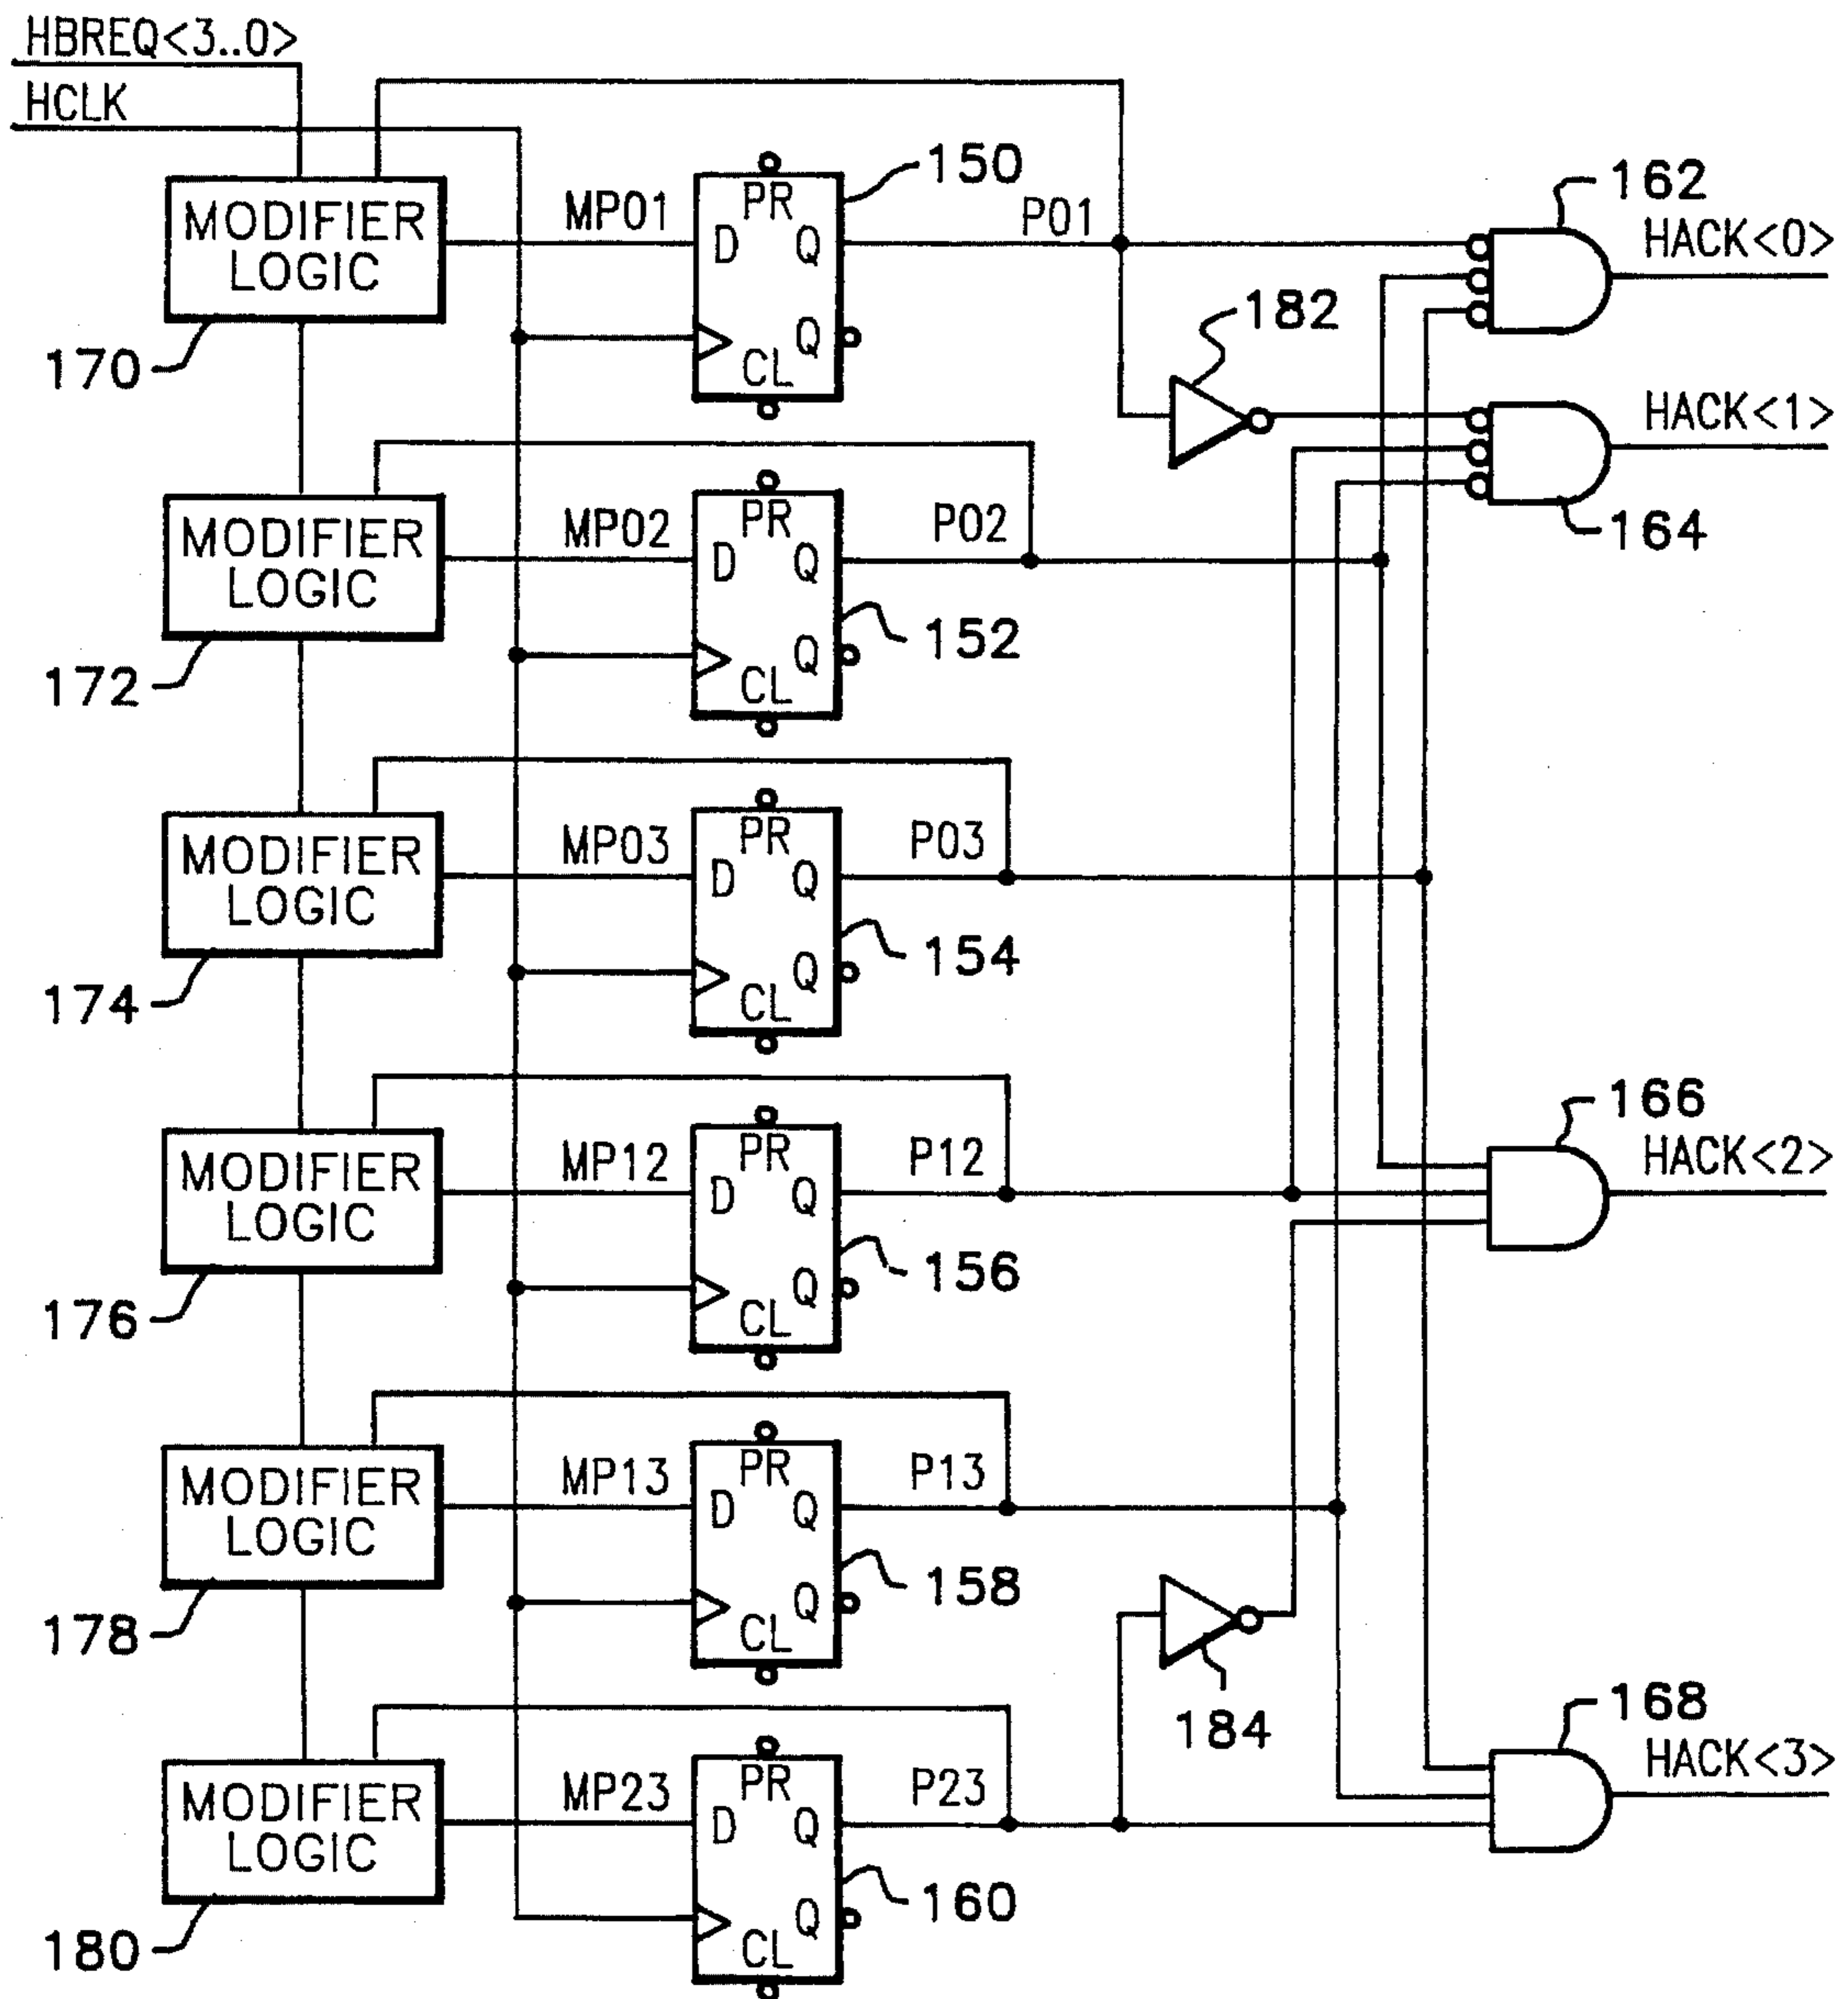 HBREQ<3..0>
HCLK
MODIFIER
LOGIC
170
MP01
PR
D
Q
Q
CL
150
P01
182
162
HACK<0>
HACK<1>
164
MODIFIER
LOGIC
172
MP02
PR
D
Q
Q
CL
P02
152
MODIFIER
LOGIC
174
MP03
PR
D
Q
Q
CL
P03
154
MODIFIER
LOGIC
176
MP12
PR
D
Q
Q
CL
P12
156
166
HACK<2>
MODIFIER
LOGIC
178
MP13
PR
D
Q
Q
CL
P13
158
184
MODIFIER
LOGIC
180
MP23
PR
D
Q
Q
CL
P23
160
168
HACK<3>